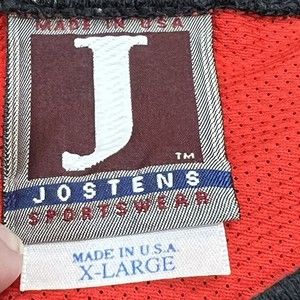 MADE IN USA
J
TM
JOSTENS
SPORTSWEAR
MADE IN U.S.A.
X-LARGE